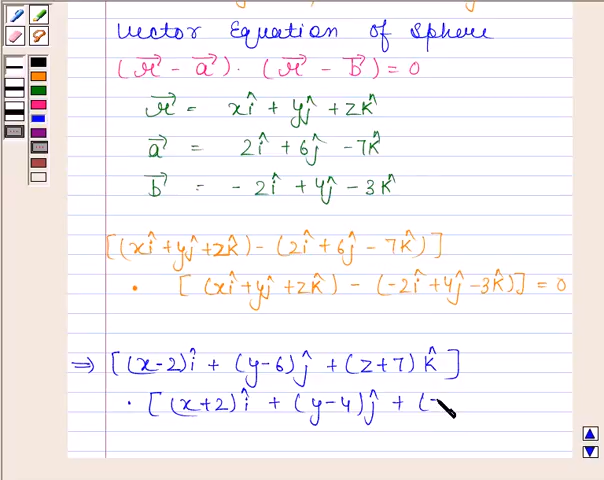 Vector Equation of Sphere
(r⃗ - a⃗) · (r⃗ - b⃗) = 0
r⃗ = xî + yĵ + zk̂
a⃗ = 2î + 6ĵ - 7k̂
b⃗ = - 2î + 4ĵ - 3k̂
[(xî + yĵ + zk̂) - (2î + 6ĵ - 7k̂)]
· [(xî + yĵ + zk̂) - (-2î + 4ĵ - 3k̂)] = 0
⇒ [(x-2)î + (y-6)ĵ + (z+7)k̂]
· [(x+2)î + (y-4)ĵ + (